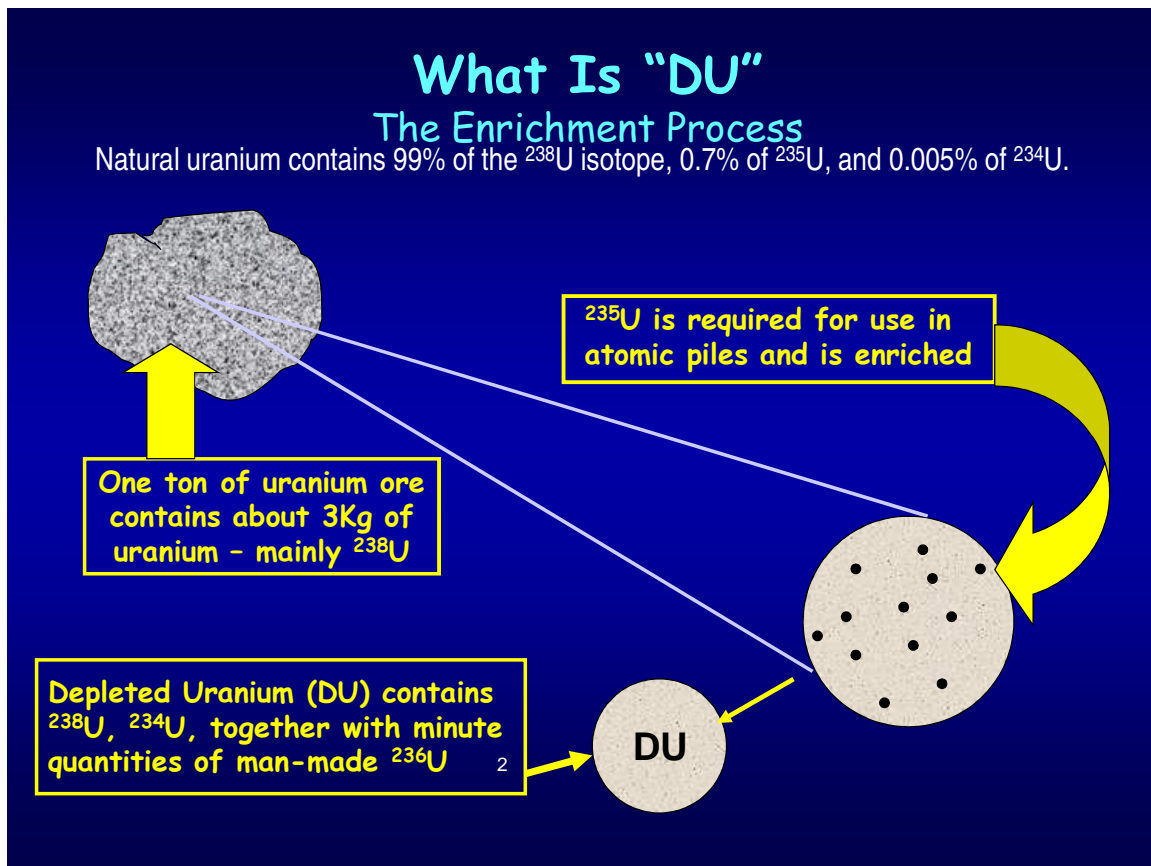 What Is “DU”
The Enrichment Process
Natural uranium contains 99% of the ²³⁸U isotope, 0.7% of ²³⁵U, and 0.005% of ²³⁴U.
²³⁵U is required for use in
atomic piles and is enriched
One ton of uranium ore
contains about 3Kg of
uranium – mainly ²³⁸U
Depleted Uranium (DU) contains
²³⁸U, ²³⁴U, together with minute
quantities of man-made ²³⁶U
2
DU